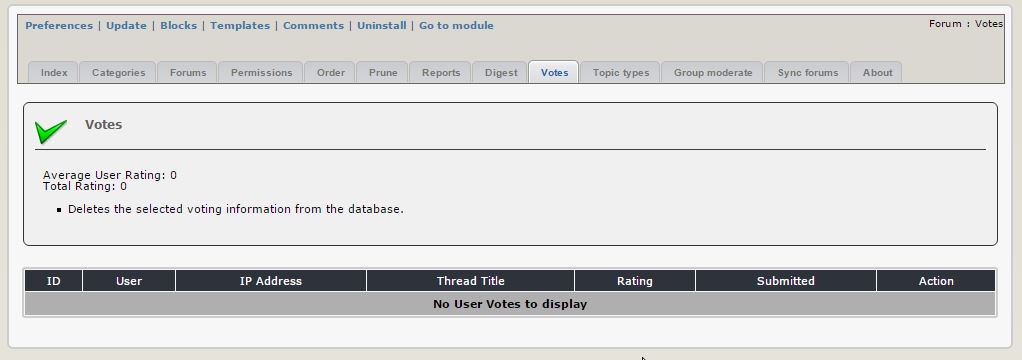 Preferences | Update | Blocks | Templates | Comments | Uninstall | Go to module
Forum : Votes
Index Categories Forums Permissions Order Prune Reports Digest Votes Topic types Group moderate Sync forums About
Votes
Average User Rating: 0
Total Rating: 0
Deletes the selected voting information from the database.
ID User IP Address Thread Title Rating Submitted Action
No User Votes to display